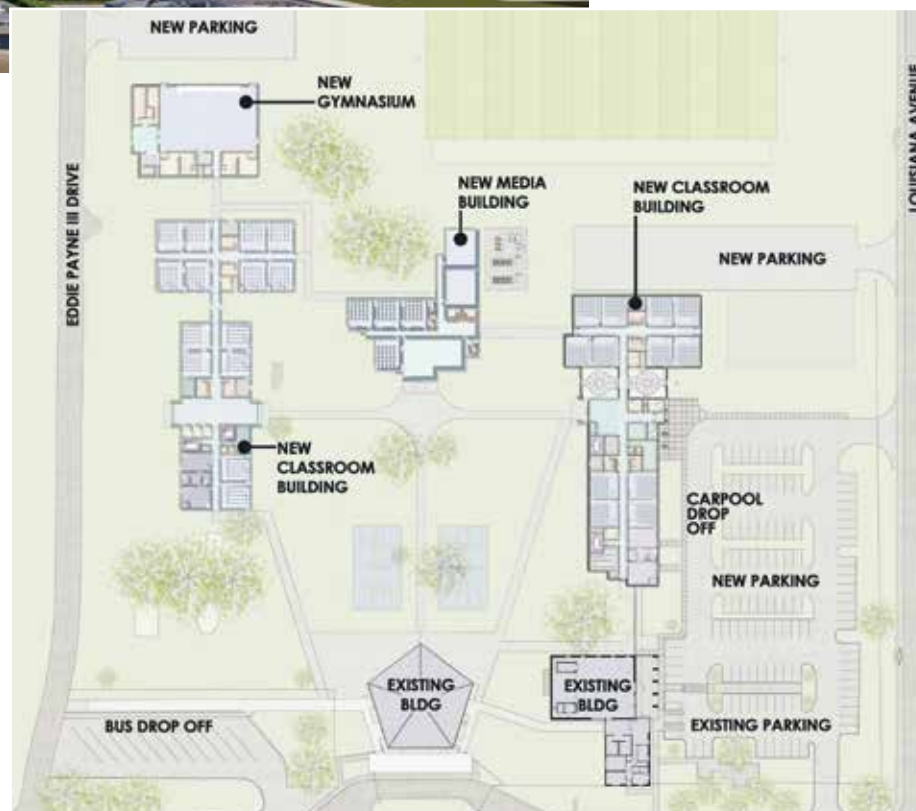 NEW PARKING
NEW
GYMNASIUM
LOUISIANA AVENUE
EDDIE PAYNE III DRIVE
NEW MEDIA
BUILDING
NEW CLASSROOM
BUILDING
NEW PARKING
NEW
CLASSROOM
BUILDING
CARPOOL
DROP
OFF
NEW PARKING
EXISTING
BLDG
EXISTING
BLDG
BUS DROP OFF
EXISTING PARKING